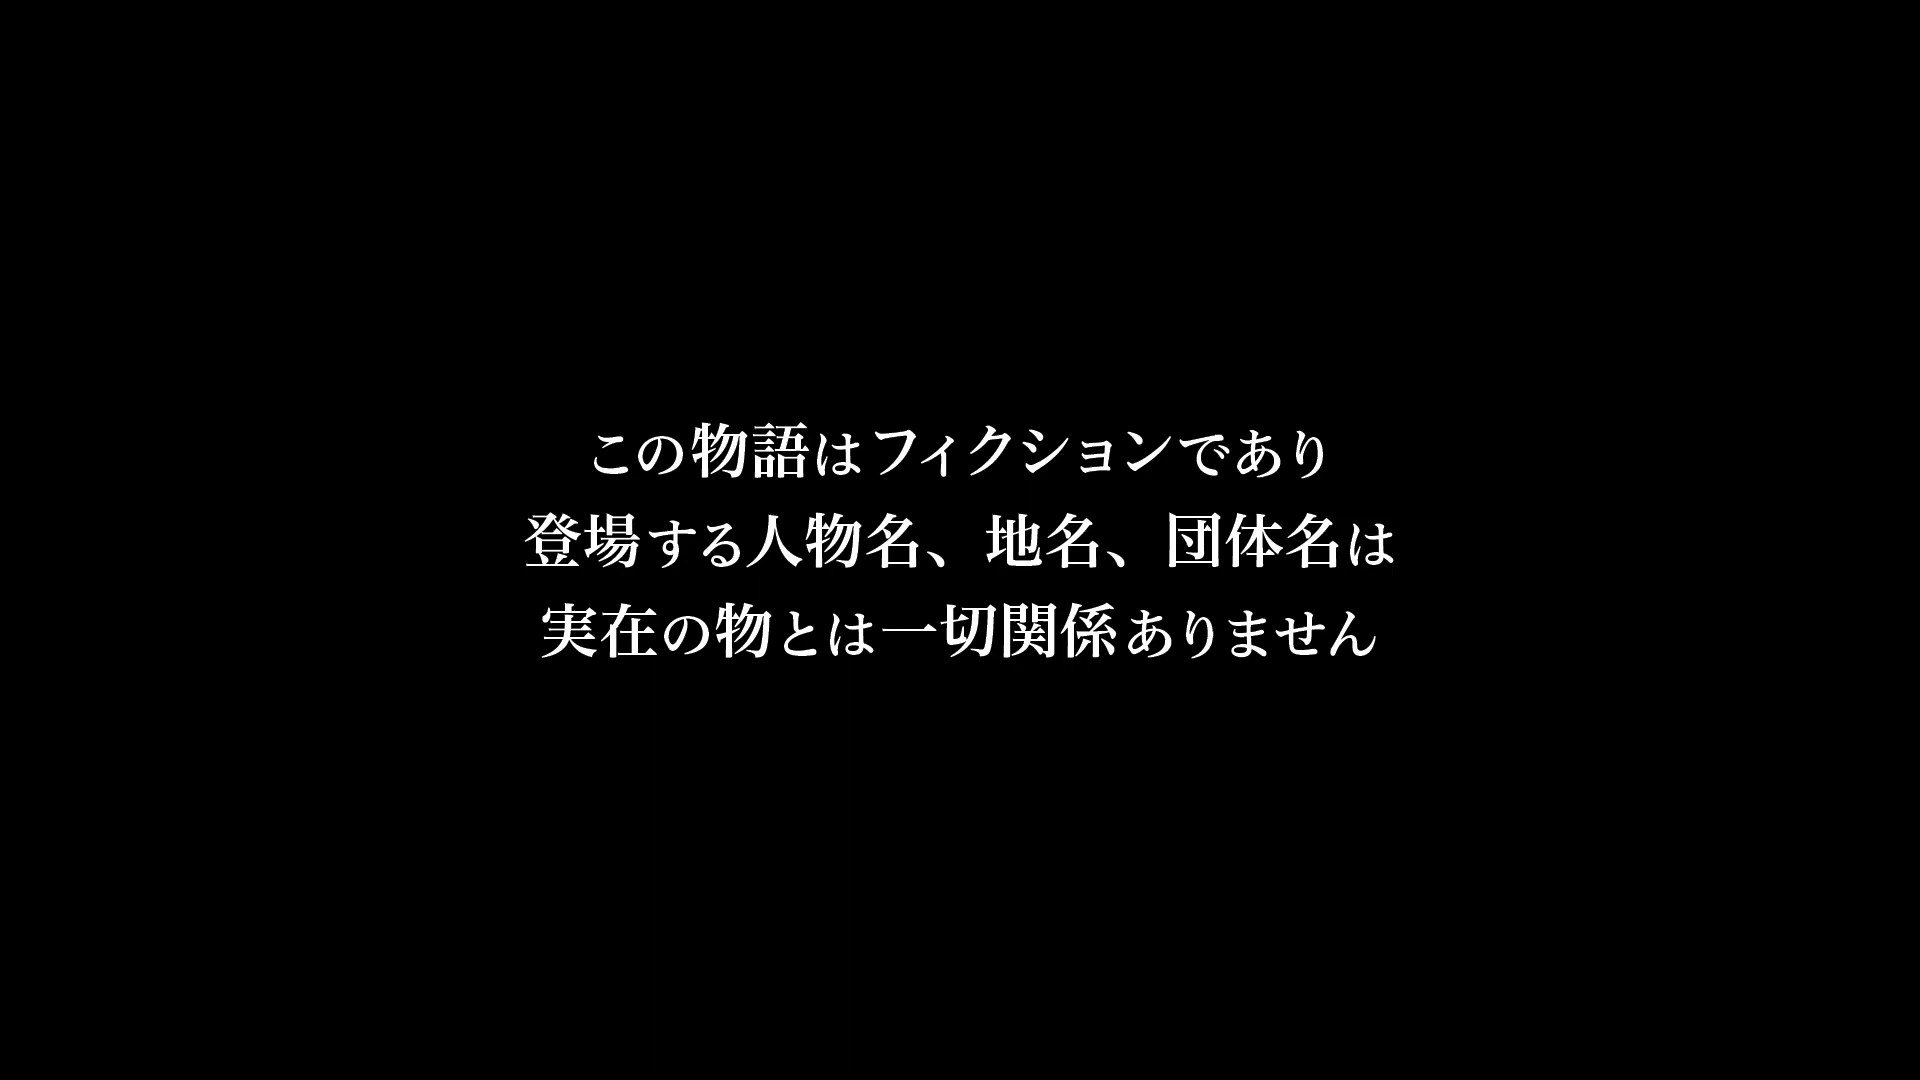 この物語はフィクションであり
登場する人物名、地名、団体名は
実在の物とは一切関係ありません